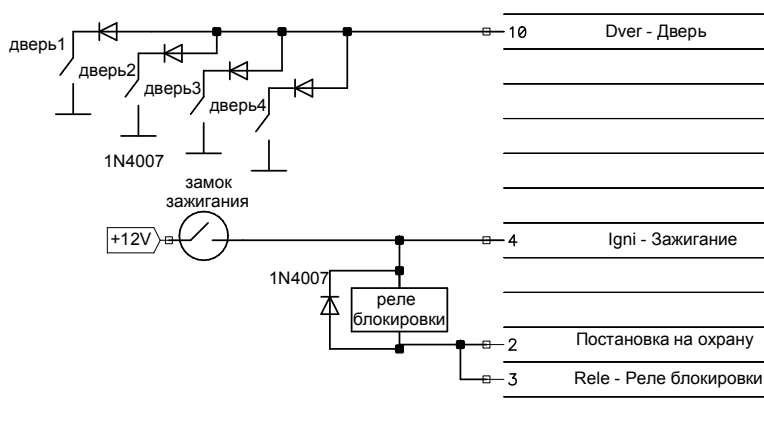 дверь1
дверь2
дверь3
дверь4
1N4007
10 Dver - Дверь
замок
зажигания
+12V
4 Igni - Зажигание
1N4007
реле
блокировки
2 Постановка на охрану
3 Rele - Реле блокировки